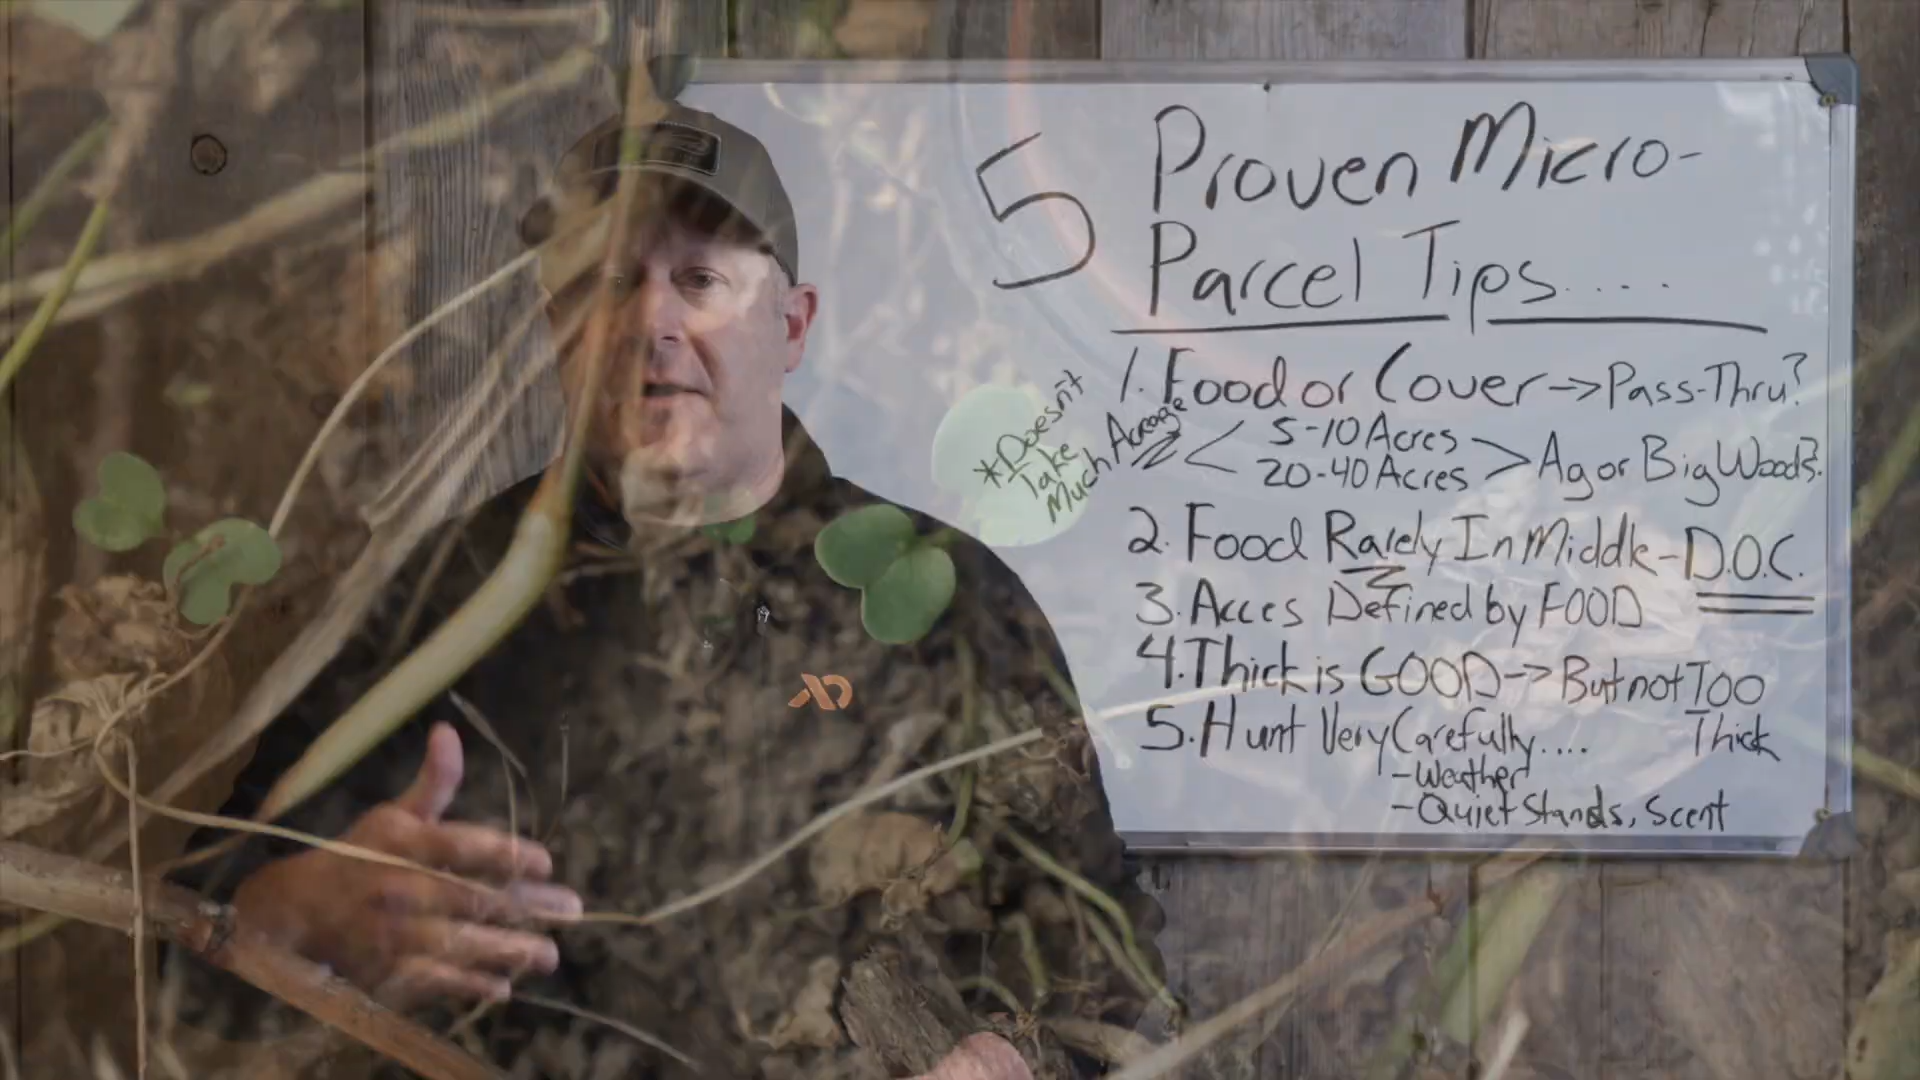 5 Proven Micro-
Parcel Tips....
1. Food or Cover -> Pass-Thru?
*Doesn't
Take
Much Acreage
< 5-10 Acres
20-40 Acres > Ag or Big Woods?
2. Food Rarely In Middle - D.O.C.
3. Acces Defined by FOOD
4. Thick is GOOD -> But not Too
Thick
5. Hunt Very Carefully....
- Weather
- Quiet Stands, Scent